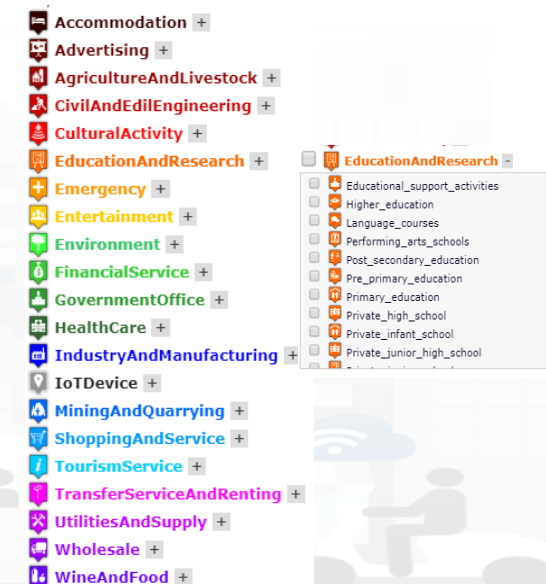 Accommodation +
Advertising +
AgricultureAndLivestock +
CivilAndEdilEngineering +
CulturalActivity +
EducationAndResearch +
Emergency +
Entertainment +
Environment +
FinancialService +
GovernmentOffice +
HealthCare +
IndustryAndManufacturing +
IoTDevice +
MiningAndQuarrying +
ShoppingAndService +
TourismService +
TransferServiceAndRenting +
UtilitiesAndSupply +
Wholesale +
WineAndFood +
EducationAndResearch -
Educational_support_activities
Higher_education
Language_courses
Performing_arts_schools
Post_secondary_education
Pre_primary_education
Primary_education
Private_high_school
Private_infant_school
Private_junior_high_school